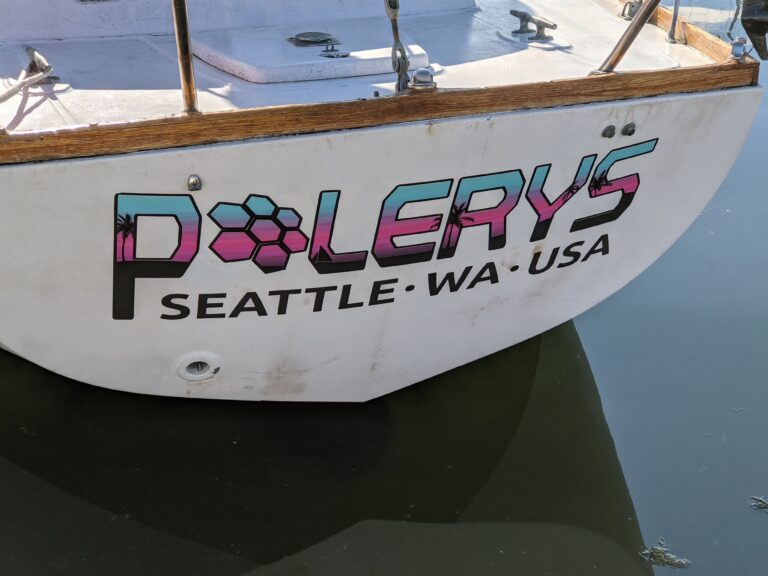 POLERYS
SEATTLE · WA · USA